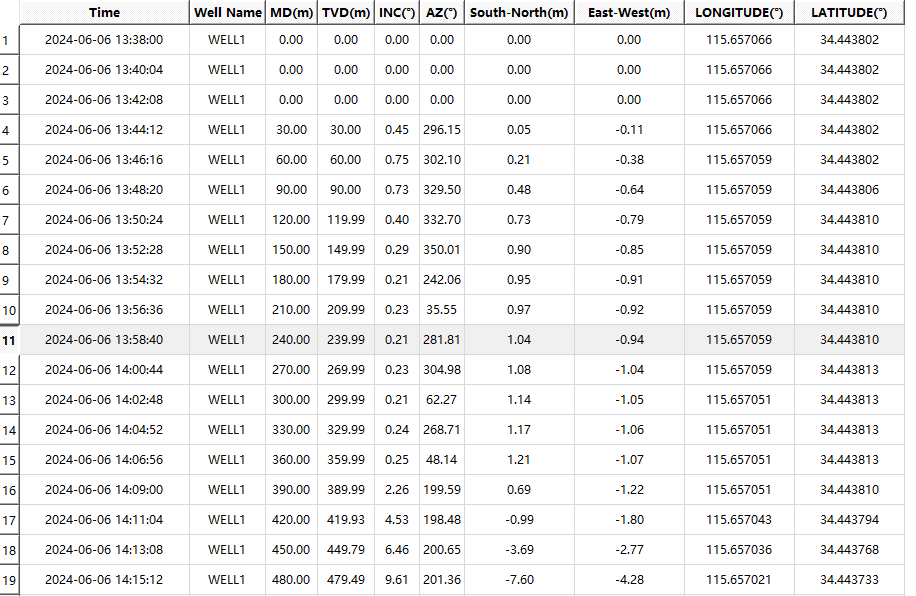 Time Well Name MD(m) TVD(m) INC(°) AZ(°) South-North(m) East-West(m) LONGITUDE(°) LATITUDE(°)
1 2024-06-06 13:38:00 WELL1 0.00 0.00 0.00 0.00 0.00 0.00 115.657066 34.443802
2 2024-06-06 13:40:04 WELL1 0.00 0.00 0.00 0.00 0.00 0.00 115.657066 34.443802
3 2024-06-06 13:42:08 WELL1 0.00 0.00 0.00 0.00 0.00 0.00 115.657066 34.443802
4 2024-06-06 13:44:12 WELL1 30.00 30.00 0.45 296.15 0.05 -0.11 115.657066 34.443802
5 2024-06-06 13:46:16 WELL1 60.00 60.00 0.75 302.10 0.21 -0.38 115.657059 34.443802
6 2024-06-06 13:48:20 WELL1 90.00 90.00 0.73 329.50 0.48 -0.64 115.657059 34.443806
7 2024-06-06 13:50:24 WELL1 120.00 119.99 0.40 332.70 0.73 -0.79 115.657059 34.443810
8 2024-06-06 13:52:28 WELL1 150.00 149.99 0.29 350.01 0.90 -0.85 115.657059 34.443810
9 2024-06-06 13:54:32 WELL1 180.00 179.99 0.21 242.06 0.95 -0.91 115.657059 34.443810
10 2024-06-06 13:56:36 WELL1 210.00 209.99 0.23 35.55 0.97 -0.92 115.657059 34.443810
11 2024-06-06 13:58:40 WELL1 240.00 239.99 0.21 281.81 1.04 -0.94 115.657059 34.443810
12 2024-06-06 14:00:44 WELL1 270.00 269.99 0.23 304.98 1.08 -1.04 115.657059 34.443813
13 2024-06-06 14:02:48 WELL1 300.00 299.99 0.21 62.27 1.14 -1.05 115.657051 34.443813
14 2024-06-06 14:04:52 WELL1 330.00 329.99 0.24 268.71 1.17 -1.06 115.657051 34.443813
15 2024-06-06 14:06:56 WELL1 360.00 359.99 0.25 48.14 1.21 -1.07 115.657051 34.443813
16 2024-06-06 14:09:00 WELL1 390.00 389.99 2.26 199.59 0.69 -1.22 115.657051 34.443810
17 2024-06-06 14:11:04 WELL1 420.00 419.93 4.53 198.48 -0.99 -1.80 115.657043 34.443794
18 2024-06-06 14:13:08 WELL1 450.00 449.79 6.46 200.65 -3.69 -2.77 115.657036 34.443768
19 2024-06-06 14:15:12 WELL1 480.00 479.49 9.61 201.36 -7.60 -4.28 115.657021 34.443733